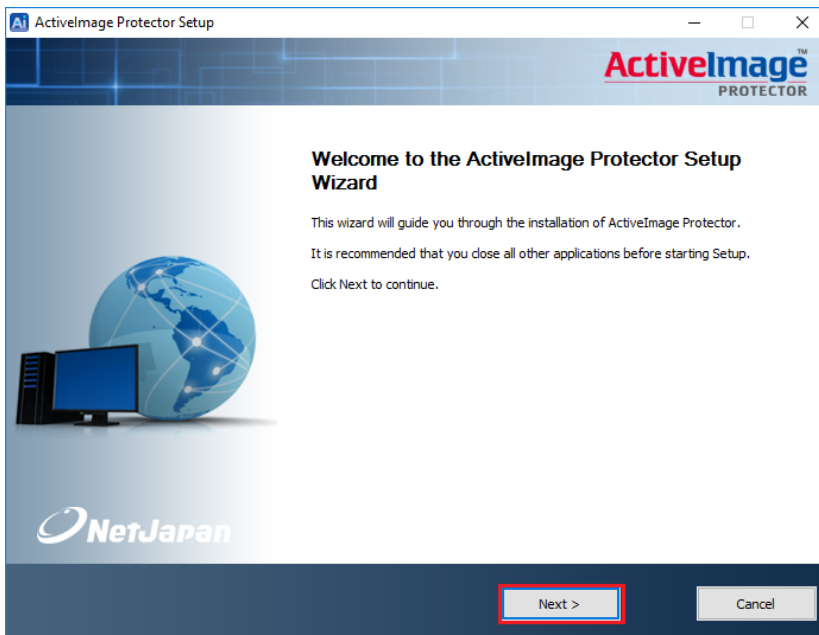 Ai ActiveImage Protector Setup
ActiveImage™
PROTECTOR
Welcome to the ActiveImage Protector Setup
Wizard
This wizard will guide you through the installation of ActiveImage Protector.
It is recommended that you close all other applications before starting Setup.
Click Next to continue.
NetJapan
Next >
Cancel